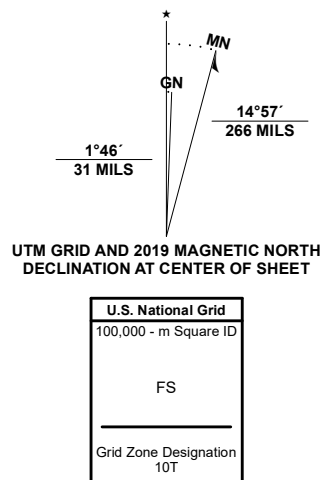 MN
GN
14°57´
266 MILS
1°46´
31 MILS
UTM GRID AND 2019 MAGNETIC NORTH
DECLINATION AT CENTER OF SHEET
U.S. National Grid
100,000 - m Square ID
FS
Grid Zone Designation
10T